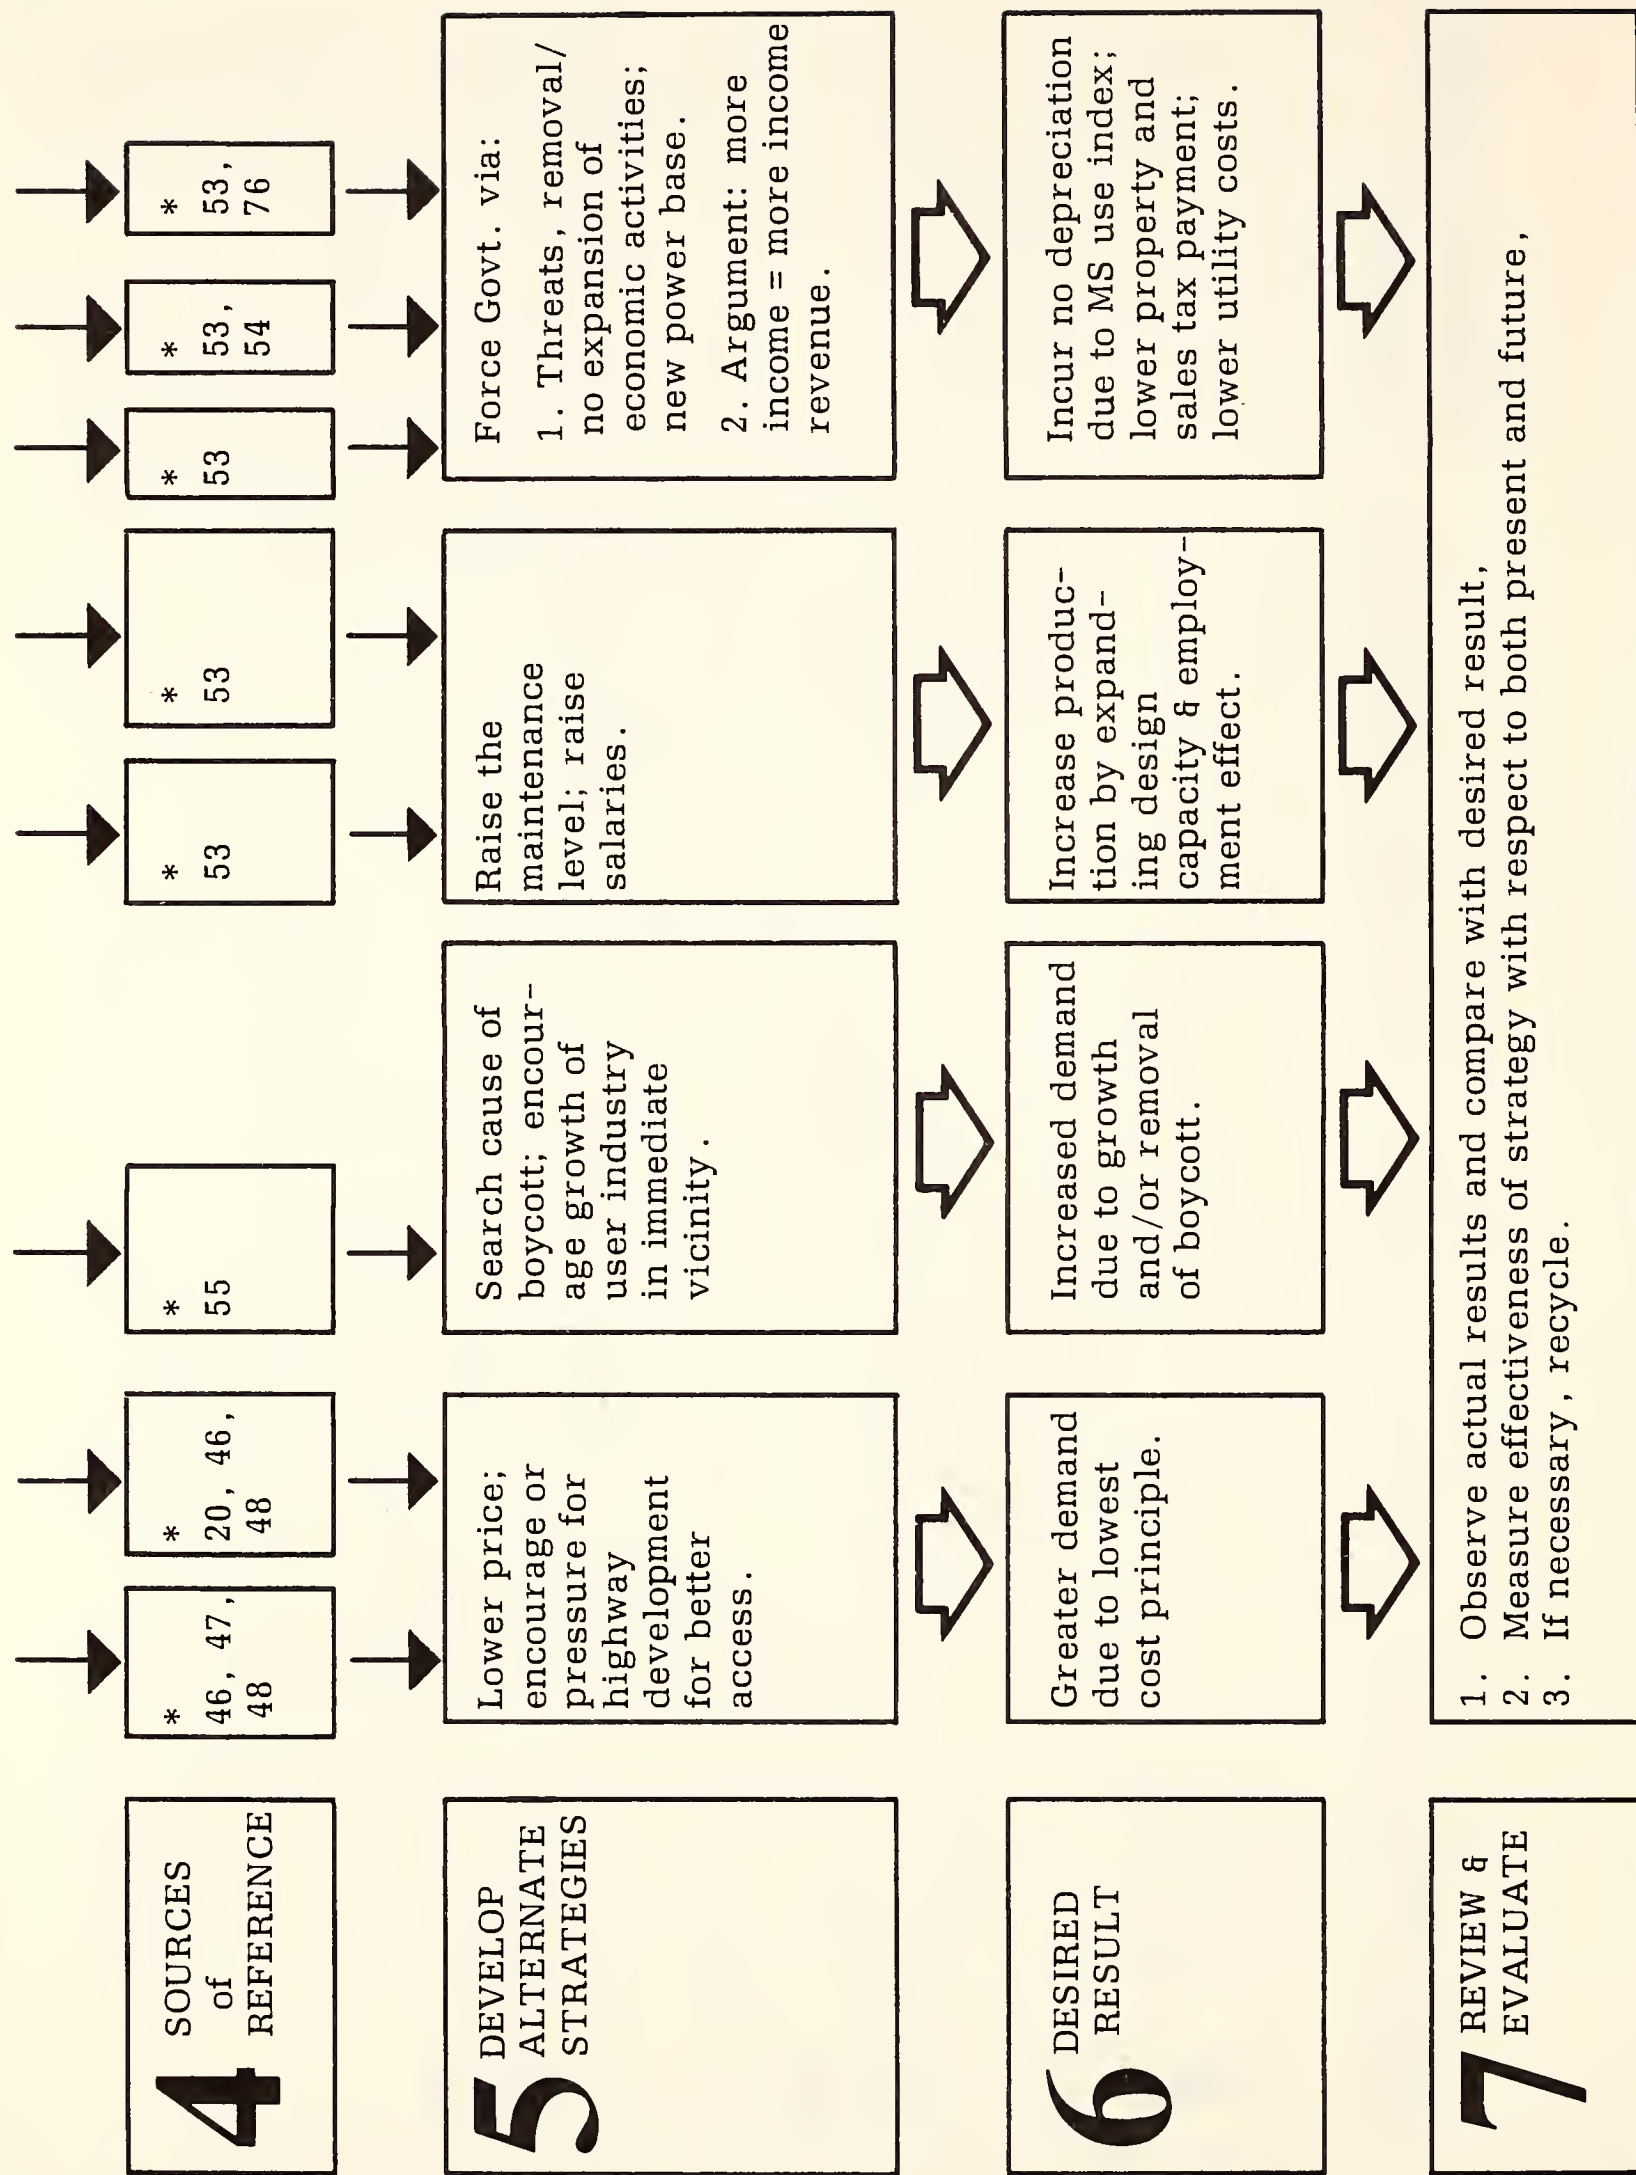 4 SOURCES
of
REFERENCE
*
46, 47,
48
*
20, 46,
48
*
55
*
53
*
53
*
53
*
53,
54
*
53,
76
5 DEVELOP
ALTERNATE
STRATEGIES
Lower price;
encourage or
pressure for
highway
development
for better
access.
Search cause of
boycott; encour-
age growth of
user industry
in immediate
vicinity.
Raise the
maintenance
level; raise
salaries.
Force Govt. via:
1. Threats, removal/
no expansion of
economic activities;
new power base.
2. Argument: more
income = more income
revenue.
6 DESIRED
RESULT
Greater demand
due to lowest
cost principle.
Increased demand
due to growth
and/or removal
of boycott.
Increase produc-
tion by expand-
ing design
capacity & employ-
ment effect.
Incur no depreciation
due to MS use index;
lower property and
sales tax payment;
lower utility costs.
7 REVIEW &
EVALUATE
1. Observe actual results and compare with desired result,
2. Measure effectiveness of strategy with respect to both present and future,
3. If necessary, recycle.